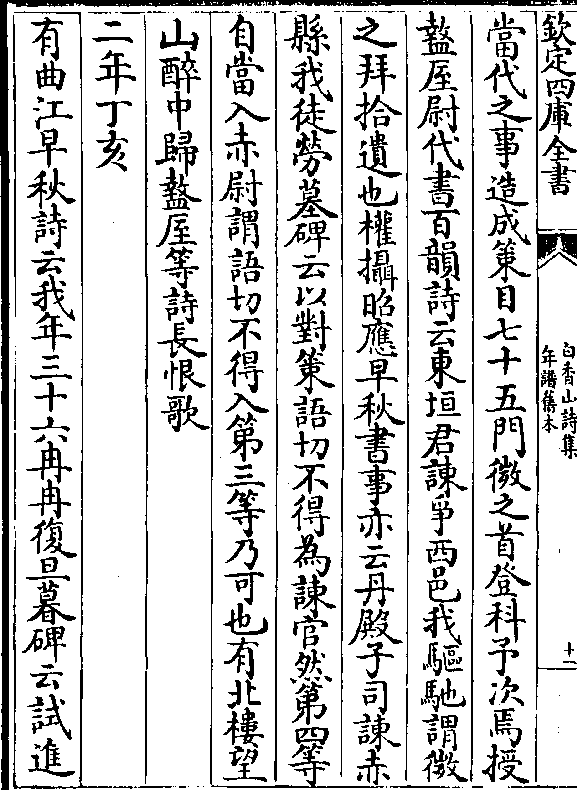 欽定四庫全書
白香山詩集
年譜舊本
十一
當代之事造成策目七十五門微之首登科予次焉授
盩厔尉代書百韻詩云東垣君諫爭西邑我驅馳謂微
之拜拾遺也權攝昭應早秋書事亦云丹殿子司諫赤
縣我徒勞墓碑云以對策語切不得為諫官然第四等
自當入赤尉謂語切不得入第三等乃可也有北樓望
山醉中歸盩厔等詩長恨歌
二年丁亥
有曲江早秋詩云我年三十六冉冉復旦暮碑云試進